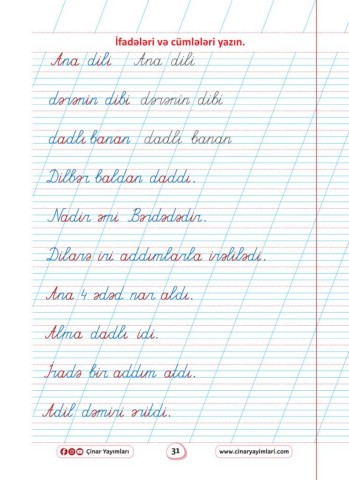 İfadələri və cümlələri yazın.
Ana dili Ana dili
dərənin dibi dərənin dibi
dadlı banan dadlı banan
Dilbər baldan daddı.
Nadir əmi Bərdədədir.
Dilarə iri addımlarla irəlilədi.
Ana 4 ədəd nar aldı.
Alma dadlı idi.
İradə bir addım atdı.
Adil dəmiri əritdi.
Çinar Yayımları 31 www.cinaryayimlari.com